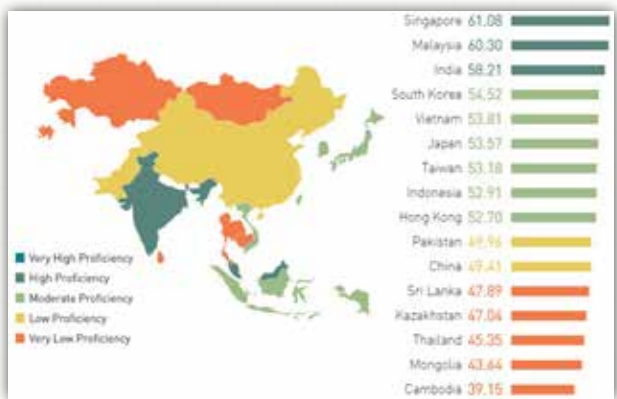 Singapore 61.08
Malaysia 60.30
India 58.21
South Korea 54.52
Vietnam 53.81
Japan 53.57
Taiwan 53.18
Indonesia 52.91
Hong Kong 52.70
Pakistan 49.96
China 49.41
Sri Lanka 47.89
Kazakhstan 47.04
Thailand 45.35
Mongolia 43.64
Cambodia 39.15
Very High Proficiency
High Proficiency
Moderate Proficiency
Low Proficiency
Very Low Proficiency